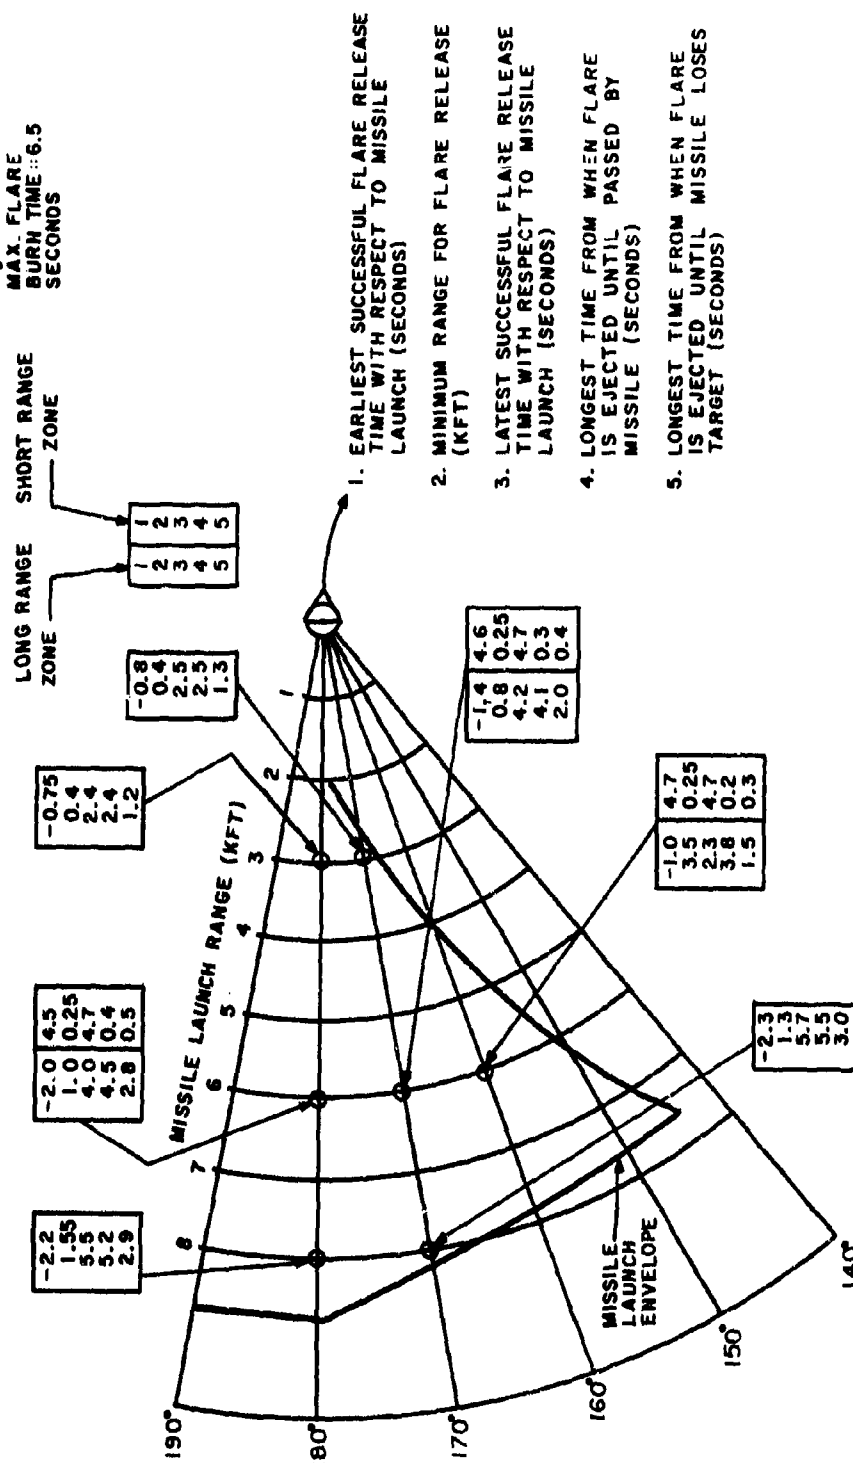 MAX. FLARE
BURN TIME = 6.5
SECONDS
LONG RANGE
ZONE
SHORT RANGE
ZONE
1 1
2 2
3 3
4 4
5 5
1. EARLIEST SUCCESSFUL FLARE RELEASE
TIME WITH RESPECT TO MISSILE
LAUNCH (SECONDS)
2. MINIMUM RANGE FOR FLARE RELEASE
(KFT)
3. LATEST SUCCESSFUL FLARE RELEASE
TIME WITH RESPECT TO MISSILE
LAUNCH (SECONDS)
4. LONGEST TIME FROM WHEN FLARE
IS EJECTED UNTIL PASSED BY
MISSILE (SECONDS)
5. LONGEST TIME FROM WHEN FLARE
IS EJECTED UNTIL MISSILE LOSES
TARGET (SECONDS)
-2.2
1.55
5.5
5.2
2.9
-2.0 4.5
1.0 0.25
4.0 4.7
4.5 0.4
2.8 0.5
-0.75
0.4
2.4
2.4
1.2
-0.8
0.4
2.5
2.5
1.3
-1.4 4.6
0.8 0.25
4.2 4.7
4.1 0.3
2.0 0.4
-1.0 4.7
3.5 0.25
2.3 4.7
3.8 0.2
1.5 0.3
-2.3
1.3
5.7
5.5
3.0
MISSILE LAUNCH RANGE (KFT)
8
7
6
5
4
3
2
1
MISSILE
LAUNCH
ENVELOPE
190°
80°
170°
160°
150°
140°